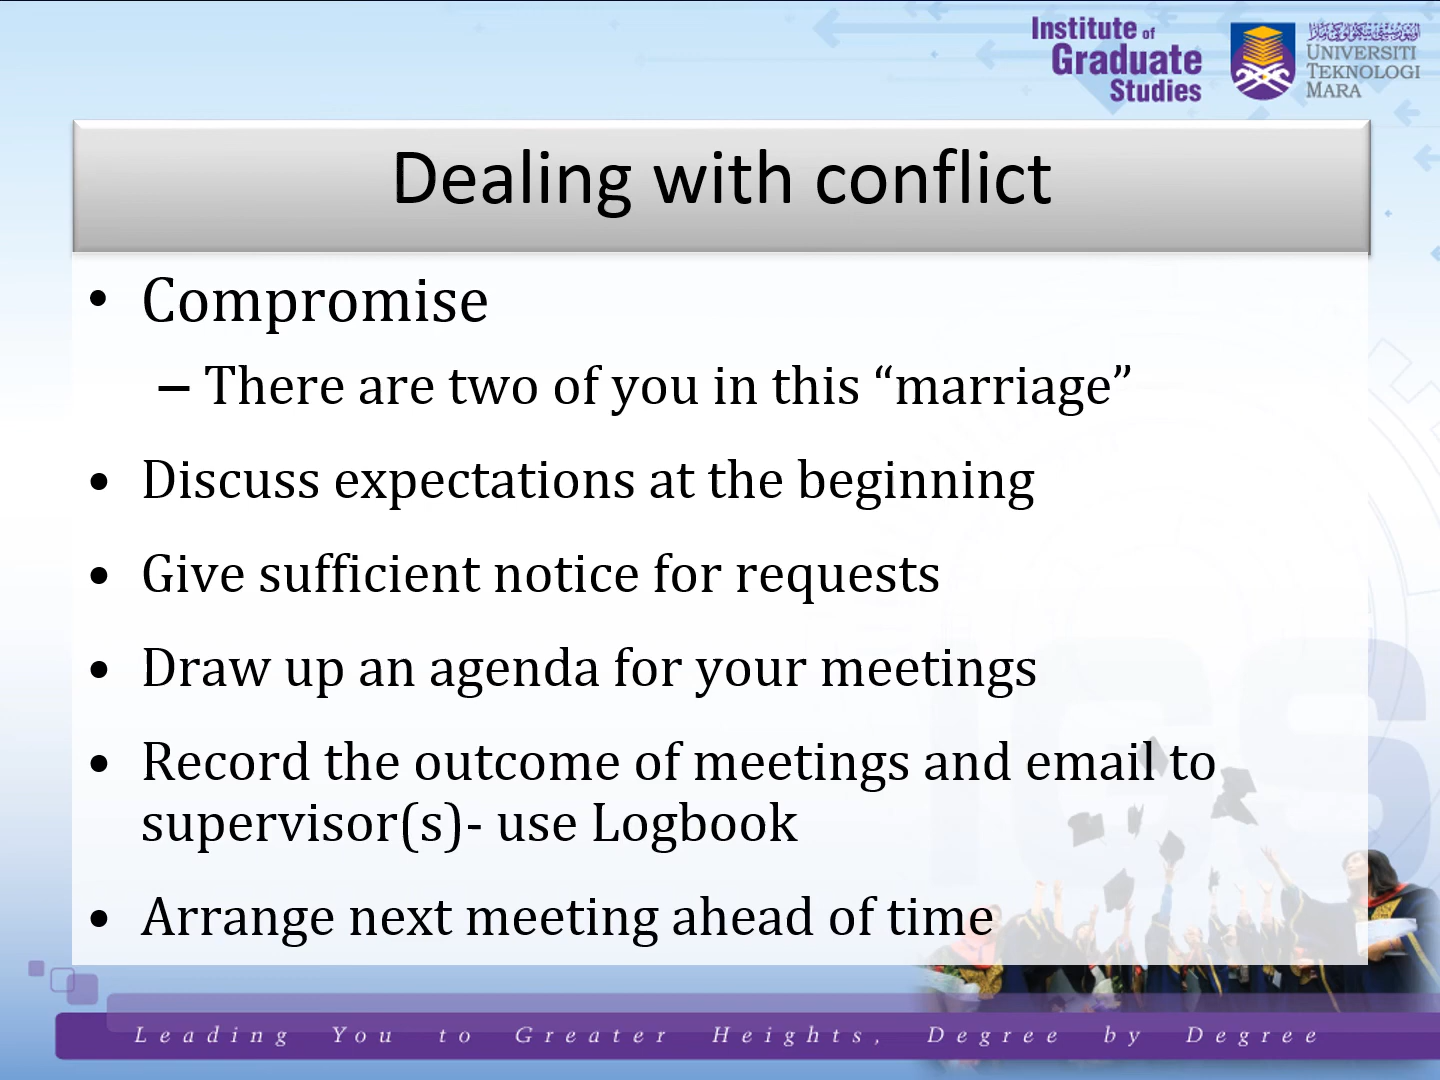 Institute of
Graduate
Studies
UNIVERSITI
TEKNOLOGI
MARA
Dealing with conflict
• Compromise
– There are two of you in this “marriage”
• Discuss expectations at the beginning
• Give sufficient notice for requests
• Draw up an agenda for your meetings
• Record the outcome of meetings and email to
supervisor(s)- use Logbook
• Arrange next meeting ahead of time
Leading You to Greater Heights, Degree by Degree